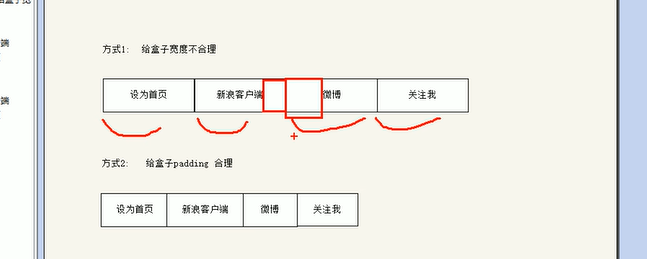 端
端
方式1: 给盒子宽度不合理
设为首页 新浪客户端 微博 关注我
方式2: 给盒子padding 合理
设为首页 新浪客户端 微博 关注我